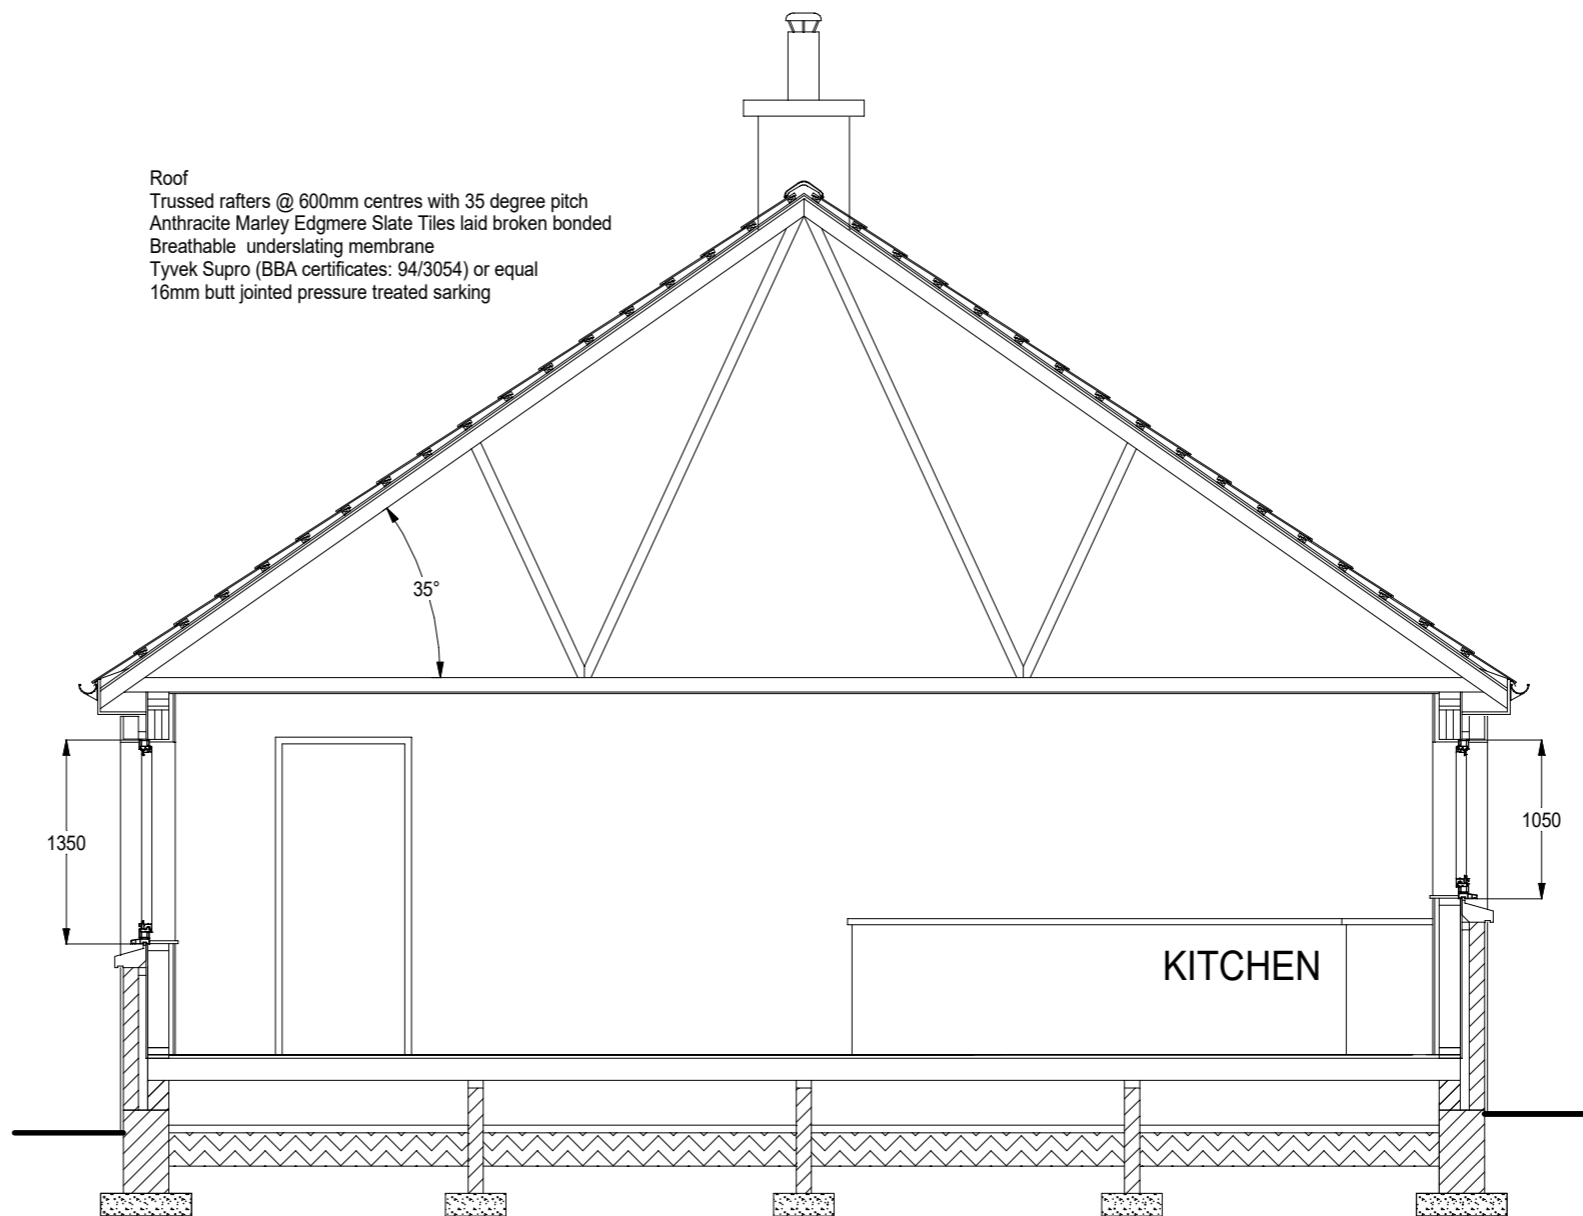 Roof
Trussed rafters @ 600mm centres with 35 degree pitch
Anthracite Marley Edgmere Slate Tiles laid broken bonded
Breathable  underslating membrane
Tyvek Supro (BBA certificates: 94/3054) or equal
16mm butt jointed pressure treated sarking
35°
1350
1050
KITCHEN